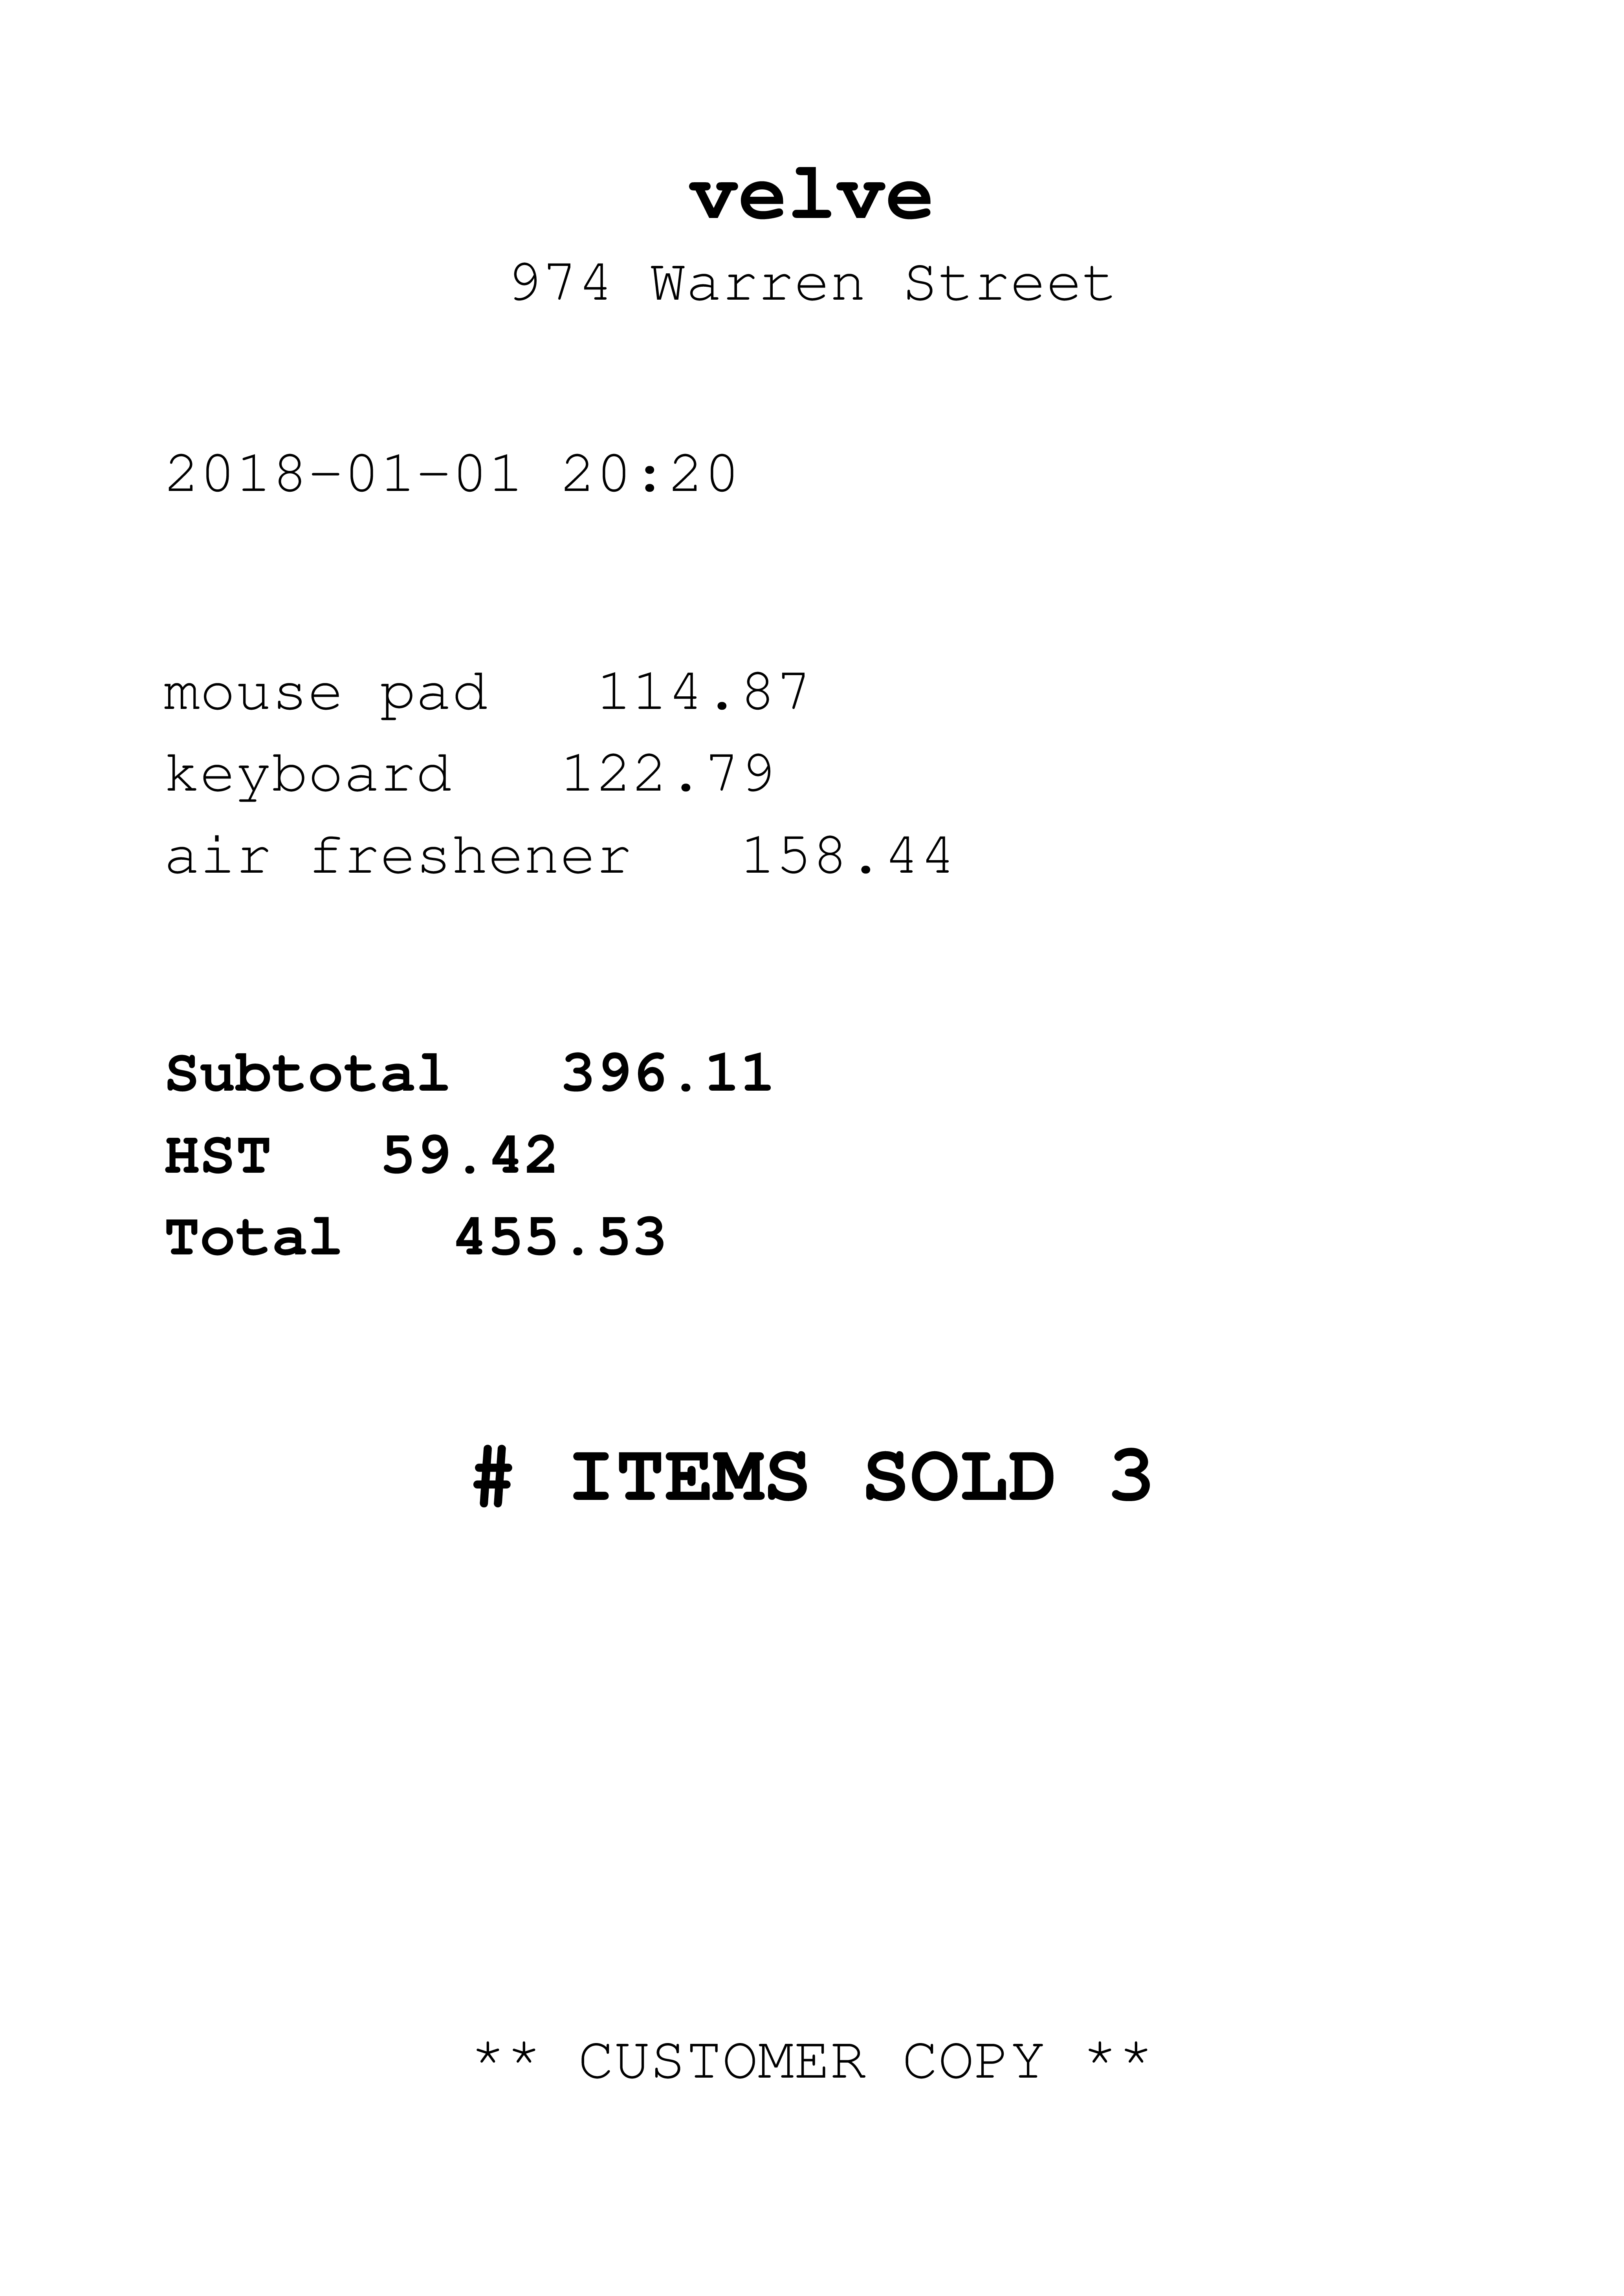 velve
974 Warren Street
2018-01-01 20:20
mouse pad   114.87
keyboard   122.79
air freshener   158.44
Subtotal   396.11
HST   59.42
Total   455.53
# ITEMS SOLD 3
** CUSTOMER COPY **